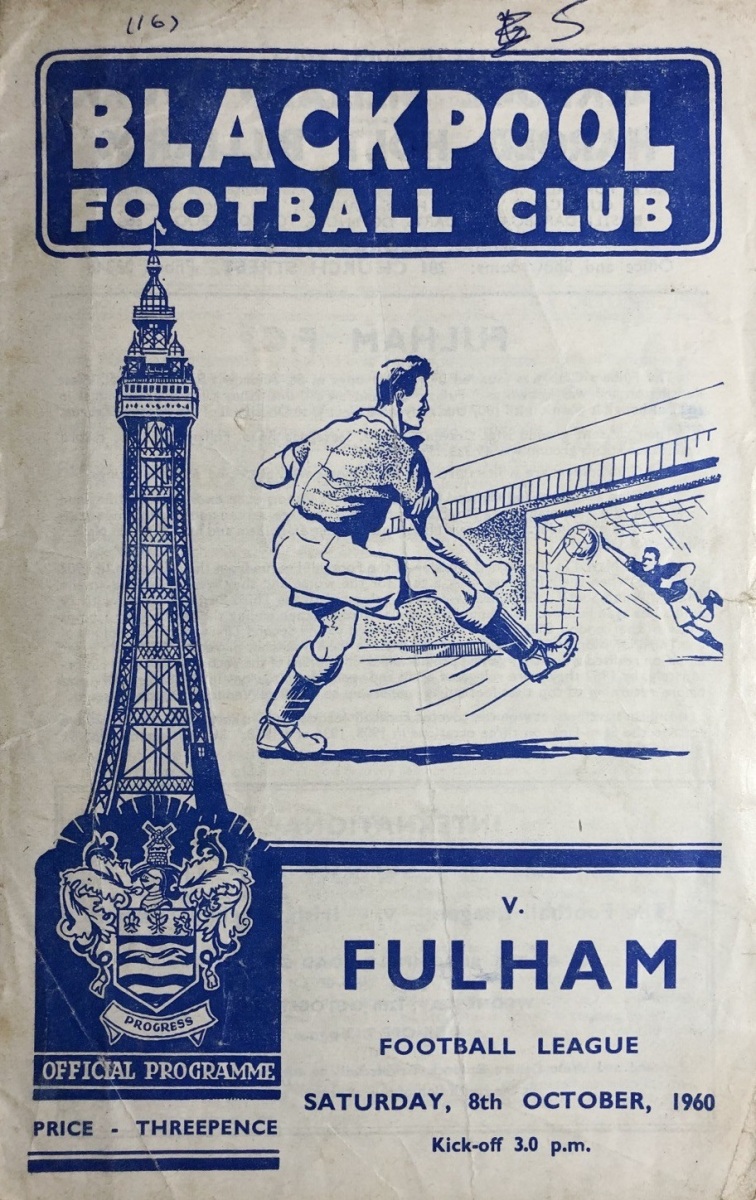 (16)
5
BLACKPOOL
FOOTBALL CLUB
V.
FULHAM
FOOTBALL LEAGUE
SATURDAY, 8th OCTOBER, 1960
Kick-off 3.0 p.m.
PROGRESS
OFFICIAL PROGRAMME
PRICE - THREEPENCE